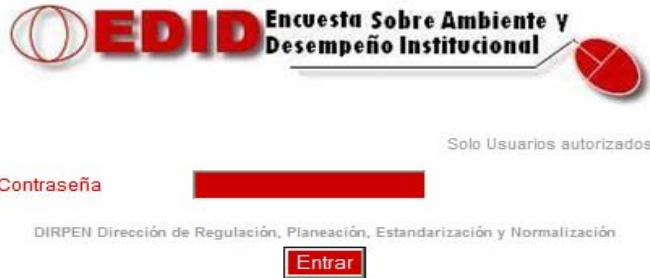 EDID Encuesta Sobre Ambiente y
Desempeño Institucional
Solo Usuarios autorizados
Contraseña
DIRPEN Dirección de Regulación, Planeación, Estandarización y Normalización
Entrar